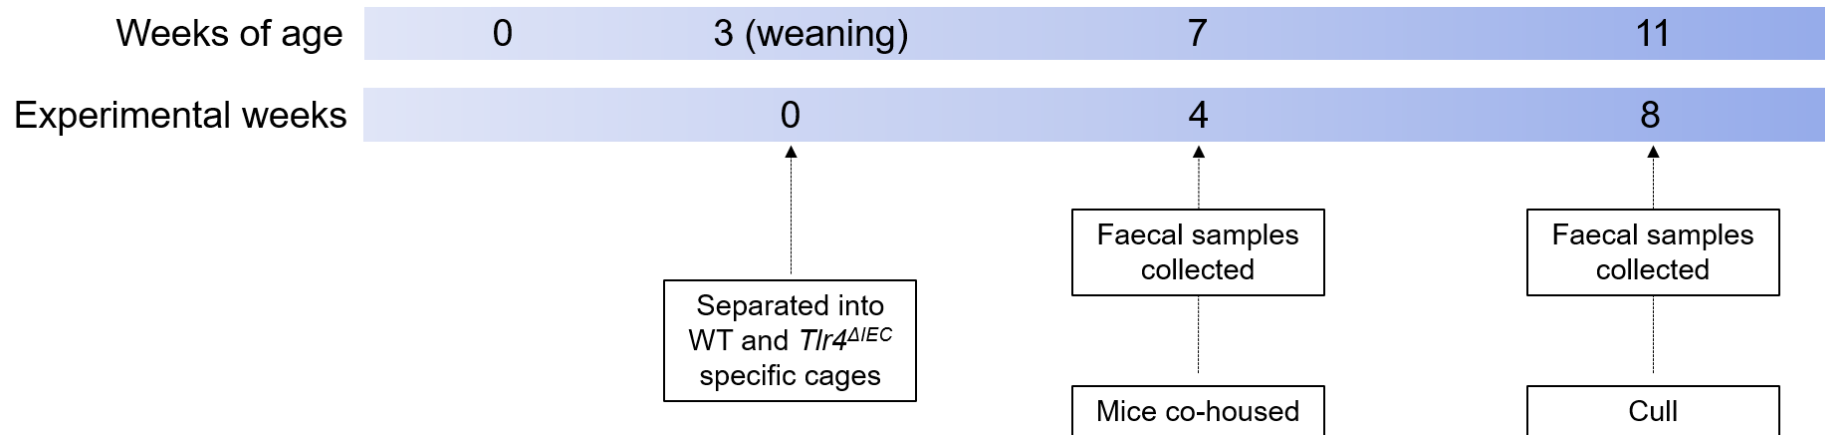 Weeks of age 0 3 (weaning) 7 11
Experimental weeks 0 4 8
Separated into
WT and Tlr4ΔIEC
specific cages
Faecal samples
collected
Mice co-housed
Faecal samples
collected
Cull